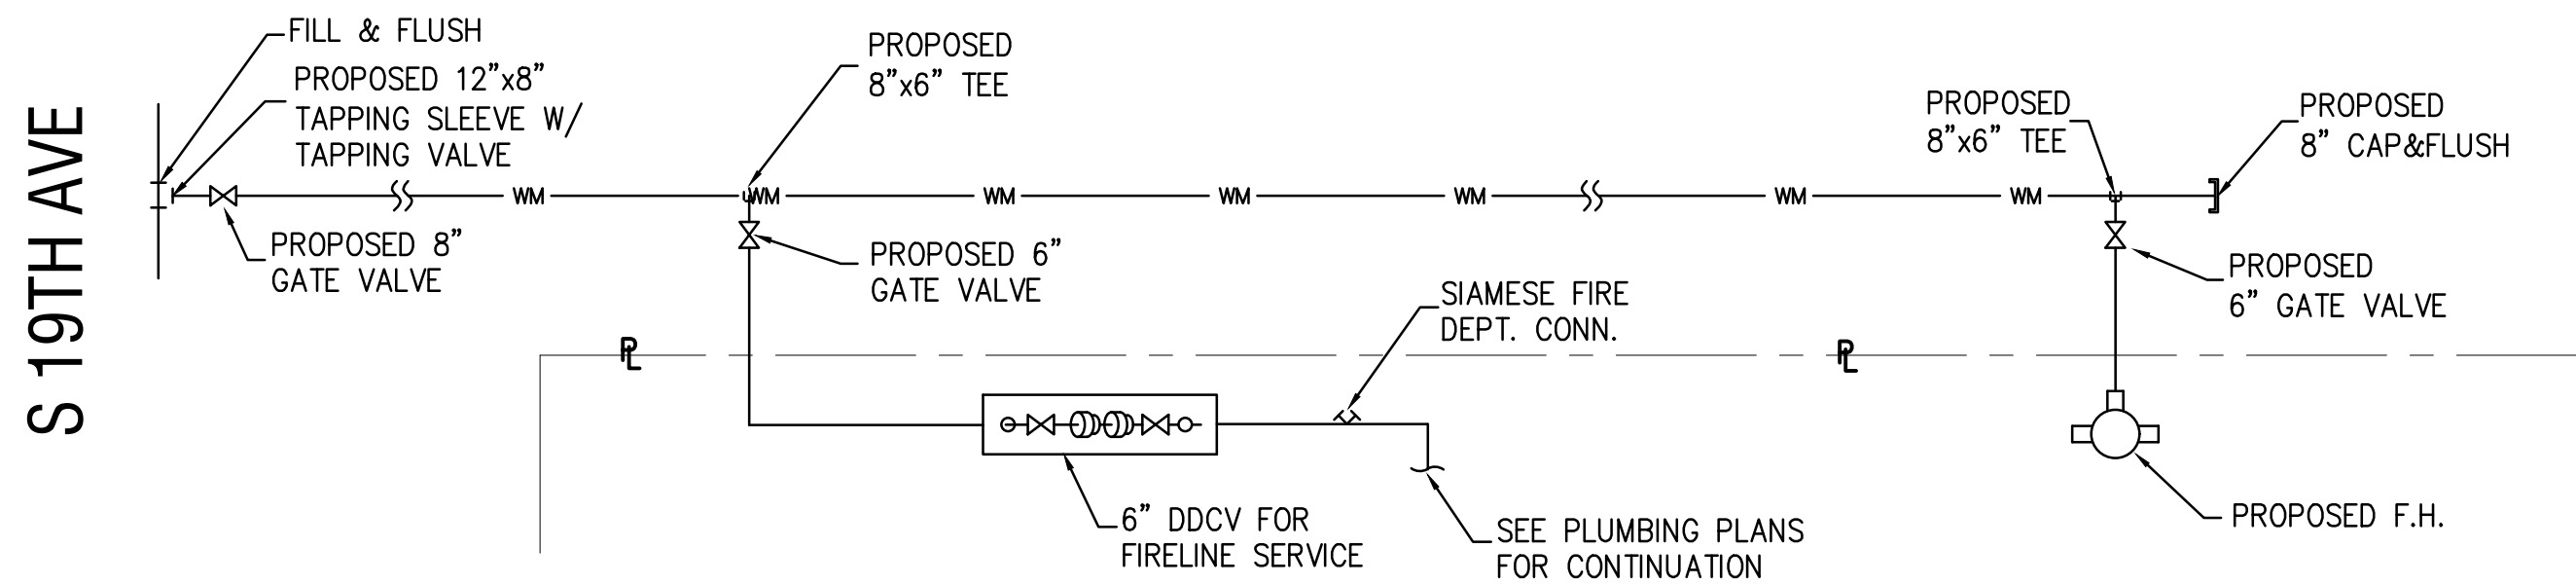 S 19TH AVE
FILL & FLUSH
PROPOSED 12"x8"
TAPPING SLEEVE W/
TAPPING VALVE
PROPOSED 8"
GATE VALVE
PROPOSED
8"x6" TEE
PROPOSED
8"x6" TEE
PROPOSED
8" CAP&FLUSH
WM
WM
WM
WM
WM
WM
WM
PROPOSED 6"
GATE VALVE
PROPOSED
6" GATE VALVE
SIAMESE FIRE
DEPT. CONN.
PL
PL
6" DDCV FOR
FIRELINE SERVICE
SEE PLUMBING PLANS
FOR CONTINUATION
PROPOSED F.H.